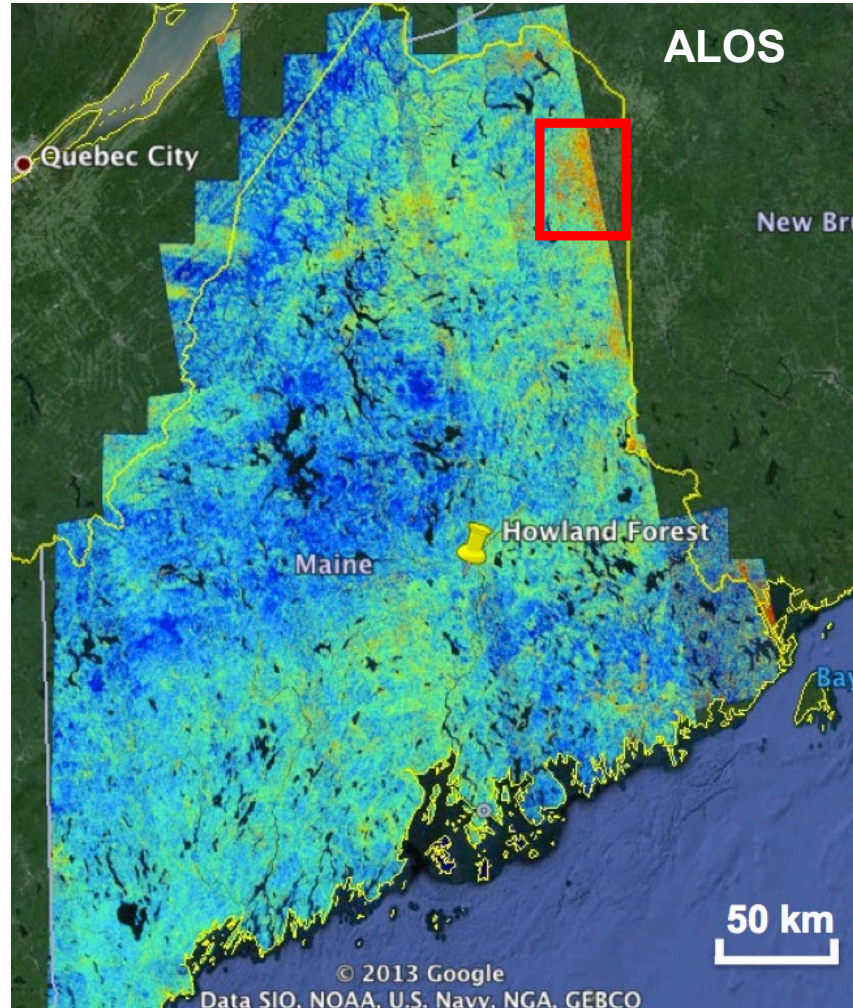 ALOS
Quebec City
New Bru
Howland Forest
Maine
Bay
50 km
© 2013 Google
Data SIO, NOAA, U.S. Navy, NGA, GEBCO